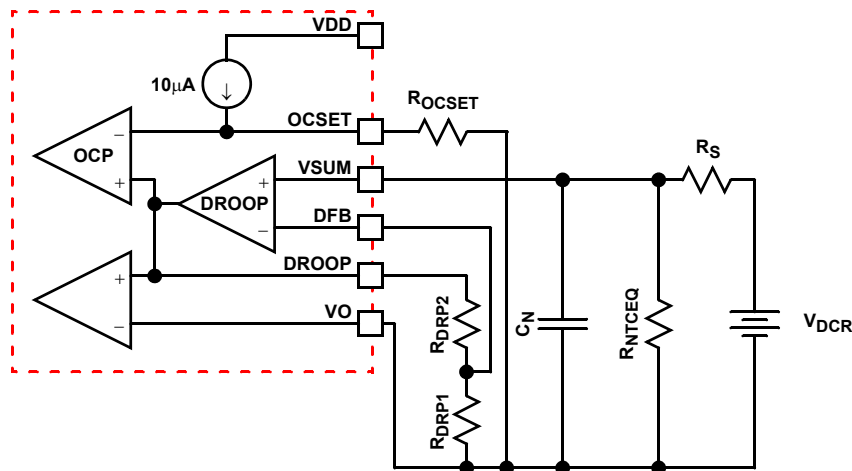 VDD
10μA
↓
OCSET
R_OCSET
−
OCP
+
VSUM
R_S
+
DROOP
−
DFB
DROOP
+
VO
−
R_DRP2
R_DRP1
C_N
R_NTCEQ
V_DCR